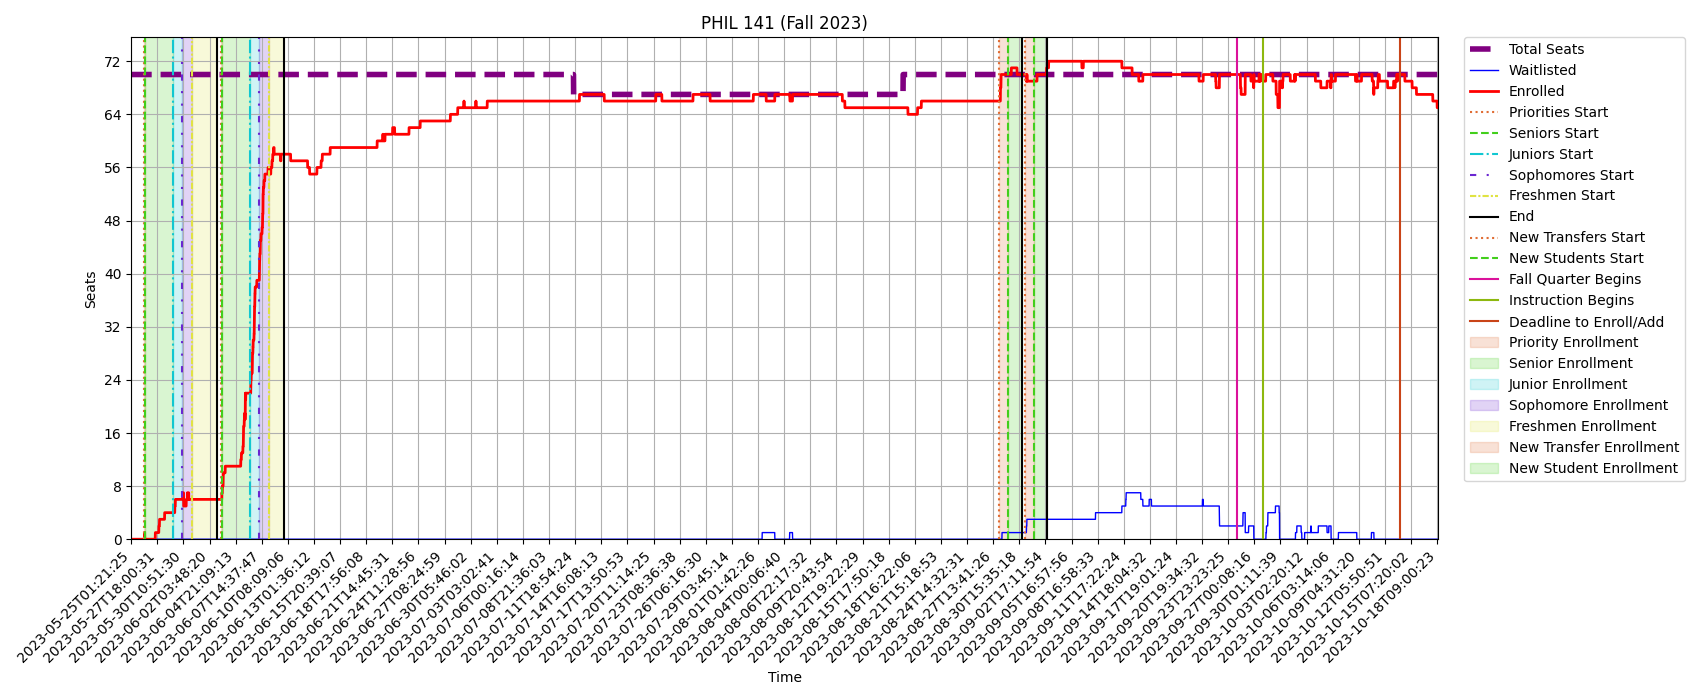 PHIL 141 (Fall 2023)
72
64
56
48
40
32
24
16
8
0
Seats
2023-05-25T01:21:25
2023-05-27T18:00:31
2023-05-30T10:51:30
2023-06-02T03:48:20
2023-06-04T21:09:13
2023-06-07T14:37:47
2023-06-10T08:09:06
2023-06-13T01:36:12
2023-06-15T20:39:07
2023-06-18T17:56:08
2023-06-21T14:45:31
2023-06-24T11:28:56
2023-06-27T08:24:59
2023-06-30T05:46:02
2023-07-03T03:02:41
2023-07-06T00:16:14
2023-07-08T21:36:03
2023-07-11T18:54:24
2023-07-14T16:08:13
2023-07-17T13:50:53
2023-07-20T11:14:25
2023-07-23T08:36:38
2023-07-26T06:16:30
2023-07-29T03:45:14
2023-08-01T01:42:26
2023-08-04T00:06:40
2023-08-06T22:17:32
2023-08-09T20:43:54
2023-08-12T19:22:29
2023-08-15T17:50:18
2023-08-18T16:22:06
2023-08-21T15:18:53
2023-08-24T14:32:31
2023-08-27T13:41:26
2023-08-30T15:35:18
2023-09-02T17:11:54
2023-09-05T16:57:56
2023-09-08T16:58:33
2023-09-11T17:22:24
2023-09-14T18:04:32
2023-09-17T19:01:24
2023-09-20T19:34:32
2023-09-23T23:23:25
2023-09-27T00:08:16
2023-09-30T01:11:39
2023-10-03T02:20:12
2023-10-06T03:14:06
2023-10-09T04:31:20
2023-10-12T05:50:51
2023-10-15T07:20:02
2023-10-18T09:00:23
Time
Total Seats
Waitlisted
Enrolled
Priorities Start
Seniors Start
Juniors Start
Sophomores Start
Freshmen Start
End
New Transfers Start
New Students Start
Fall Quarter Begins
Instruction Begins
Deadline to Enroll/Add
Priority Enrollment
Senior Enrollment
Junior Enrollment
Sophomore Enrollment
Freshmen Enrollment
New Transfer Enrollment
New Student Enrollment